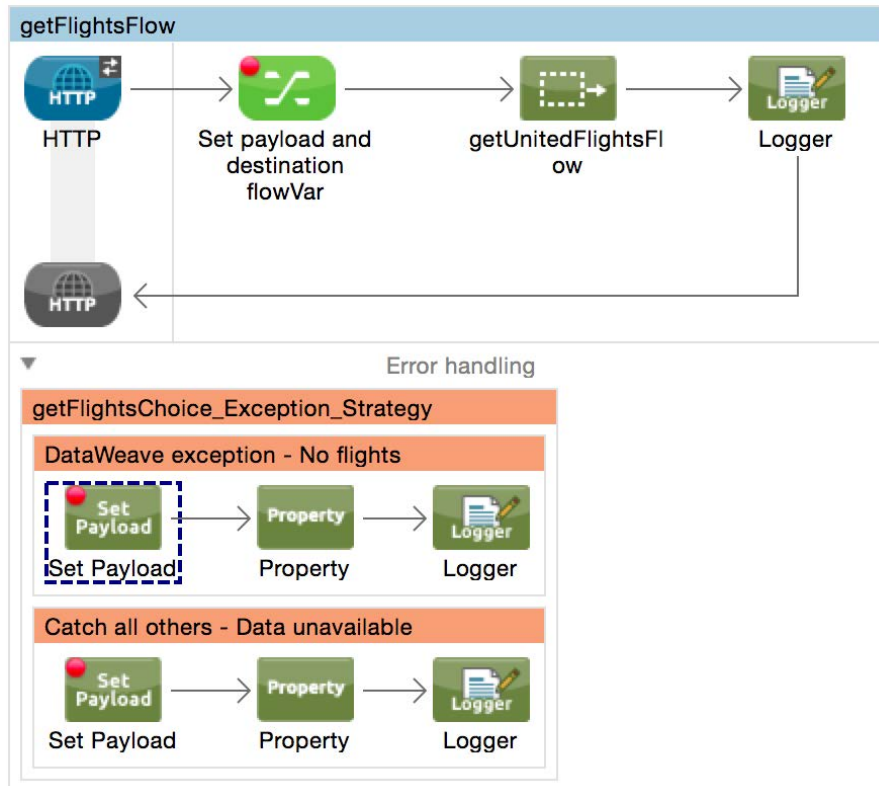 getFlightsFlow
HTTP
HTTP
Set payload and
destination
flowVar
getUnitedFlightsFl
ow
Logger
Logger
HTTP
Error handling
getFlightsChoice_Exception_Strategy
DataWeave exception - No flights
Set
Payload
Set Payload
Property
Property
Logger
Logger
Catch all others - Data unavailable
Set
Payload
Set Payload
Property
Property
Logger
Logger